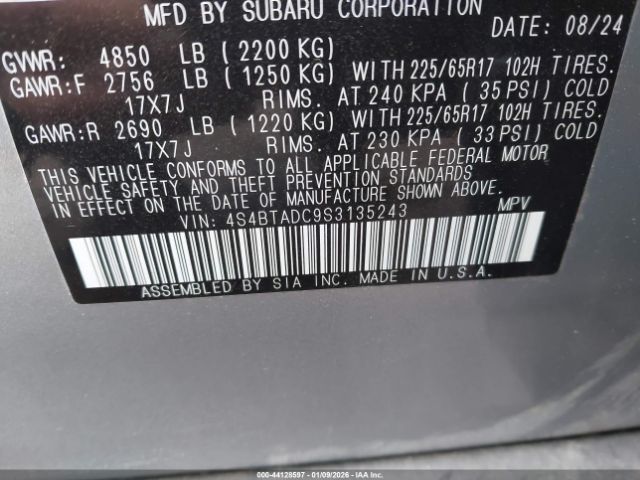 MFD BY SUBARU CORPORATION
DATE: 08/24
GVWR: 4850 LB (2200 KG)
GAWR:F 2756 LB (1250 KG) WITH 225/65R17 102H TIRES.
17X7J RIMS. AT 240 KPA (35 PSI) COLD
GAWR:R 2690 LB (1220 KG) WITH 225/65R17 102H TIRES.
17X7J RIMS. AT 230 KPA (33 PSI) COLD
THIS VEHICLE CONFORMS TO ALL APPLICABLE FEDERAL MOTOR
VEHICLE SAFETY AND THEFT PREVENTION STANDARDS
IN EFFECT ON THE DATE OF MANUFACTURE SHOWN ABOVE.
VIN: 4S4BTADC9S3135243 MPV
ASSEMBLED BY SIA INC. MADE IN U.S.A.
000-44128597 - 01/09/2026 - IAAI.COM